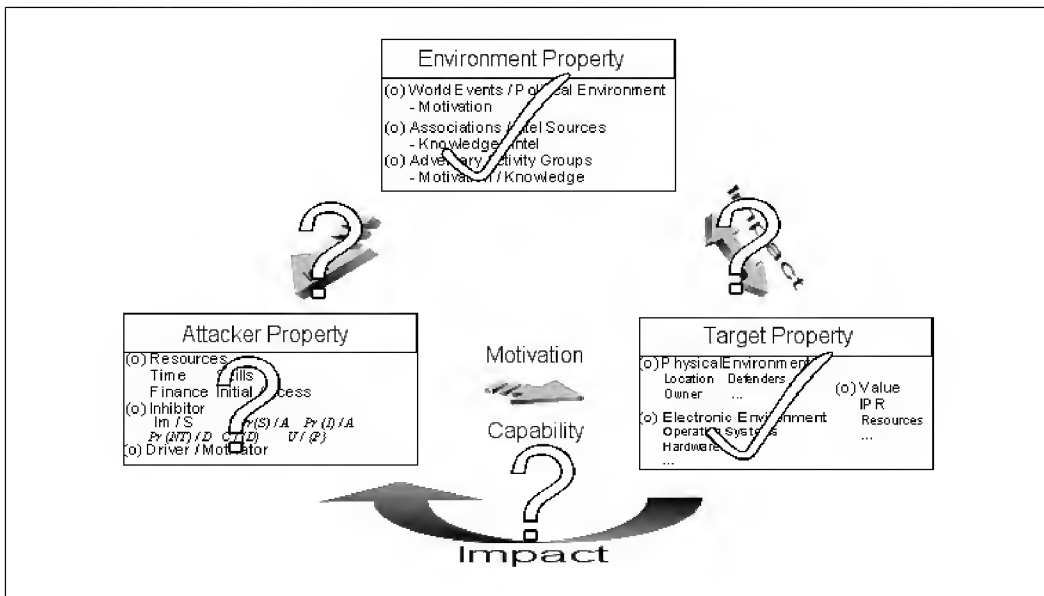 Environment Property
(o) World Events / Political Environment
- Motivation
(o) Associations / Intel Sources
- Knowledge Intel
(o) Adversary Activity Groups
- Motivation / Knowledge
?
?
Impact
Attacker Property
(o) Resources
Time Skills
Finance Initial Access
(o) Inhibitor
Im / S Pr (S) / A Pr (I) / A
Pr (NT) / D C / (D) U / {P}
(o) Driver / Motivator
?
Motivation
Capability
?
Target Property
(o) Physical Environment
Location Defenders
Owner ...
(o) Electronic Environment
Operating Systems
Hardware
...
(o) Value
IPR
Resources
...
Impact